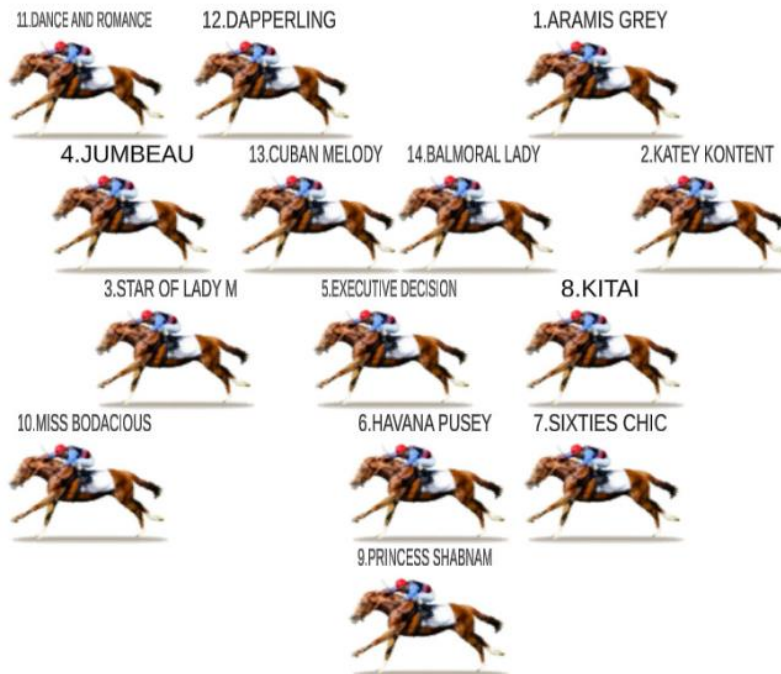 11.DANCE AND ROMANCE
12.DAPPERLING
1.ARAMIS GREY
4.JUMBEAU
13.CUBAN MELODY
14.BALMORAL LADY
2.KATEY KONTENT
3.STAR OF LADY M
5.EXECUTIVE DECISION
8.KITAI
10.MISS BODACIOUS
6.HAVANA PUSEY
7.SIXTIES CHIC
9.PRINCESS SHABNAM